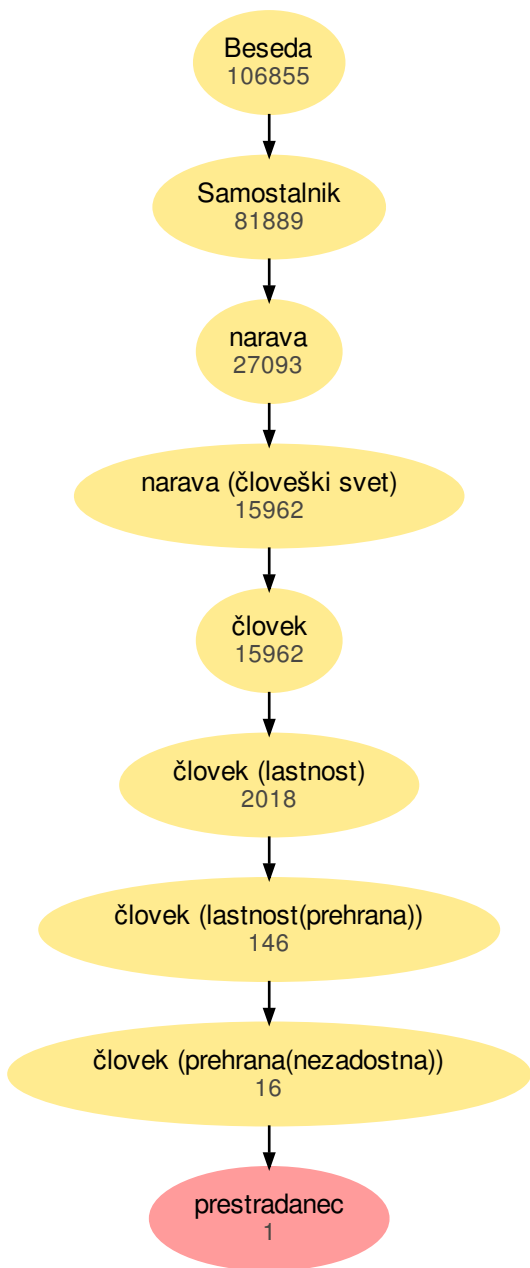 Beseda
106855
Samostalnik
81889
narava
27093
narava (človeški svet)
15962
človek
15962
človek (lastnost)
2018
človek (lastnost(prehrana))
146
človek (prehrana(nezadostna))
16
prestradanec
1